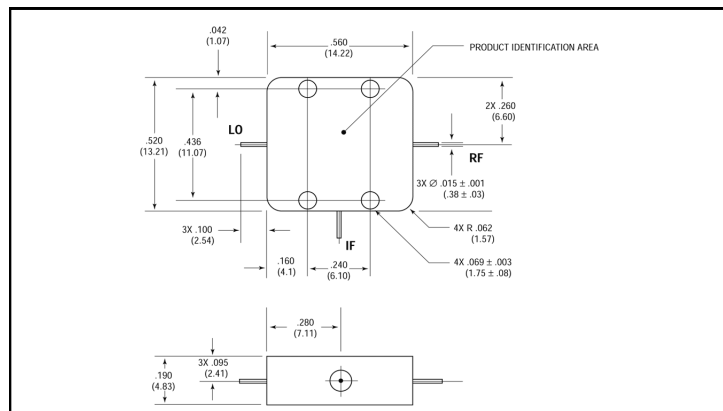 .042
(1.07)
.560
(14.22)
PRODUCT IDENTIFICATION AREA
2X .260
(6.60)
.520
(13.21)
.436
(11.07)
LO
RF
3X Ø .015 ± .001
(.38 ± .03)
3X .100
(2.54)
IF
4X R .062
(1.57)
.160
(4.1)
.240
(6.10)
4X .069 ± .003
(1.75 ± .08)
.280
(7.11)
3X .095
(2.41)
.190
(4.83)